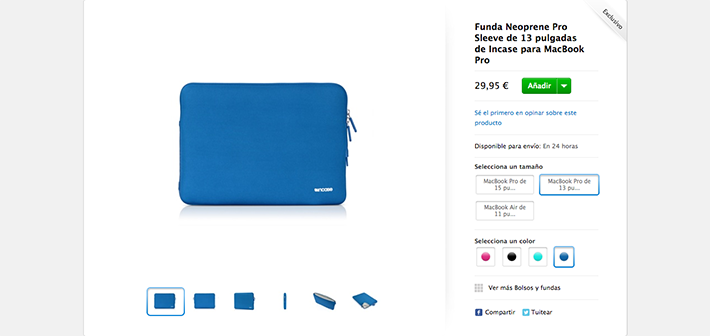 Exclusivo
Funda Neoprene Pro
Sleeve de 13 pulgadas
de Incase para MacBook
Pro
29,95 €
Añadir
Sé el primero en opinar sobre este
producto
Disponible para envío: En 24 horas
Selecciona un tamaño
MacBook Pro de
15 pu...
MacBook Pro de
13 pu...
MacBook Air de
11 pu...
incase
Selecciona un color
Ver más Bolsos y fundas
Compartir
Tuitear